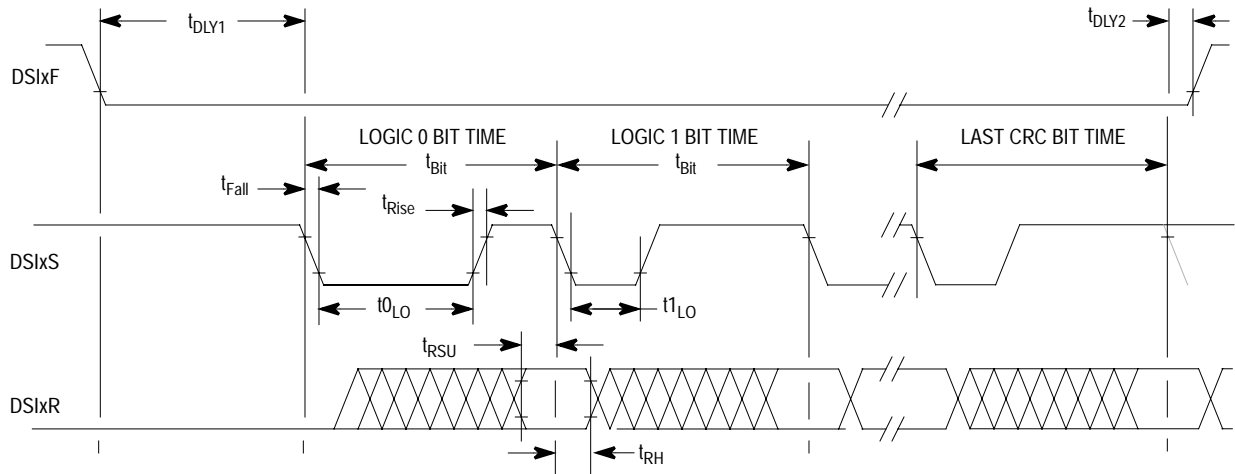 tDLY1
tDLY2
DSIxF
LOGIC 0 BIT TIME
LOGIC 1 BIT TIME
LAST CRC BIT TIME
tBit
tBit
tFall
tRise
DSIxS
t0LO
t1LO
tRSU
DSIxR
tRH